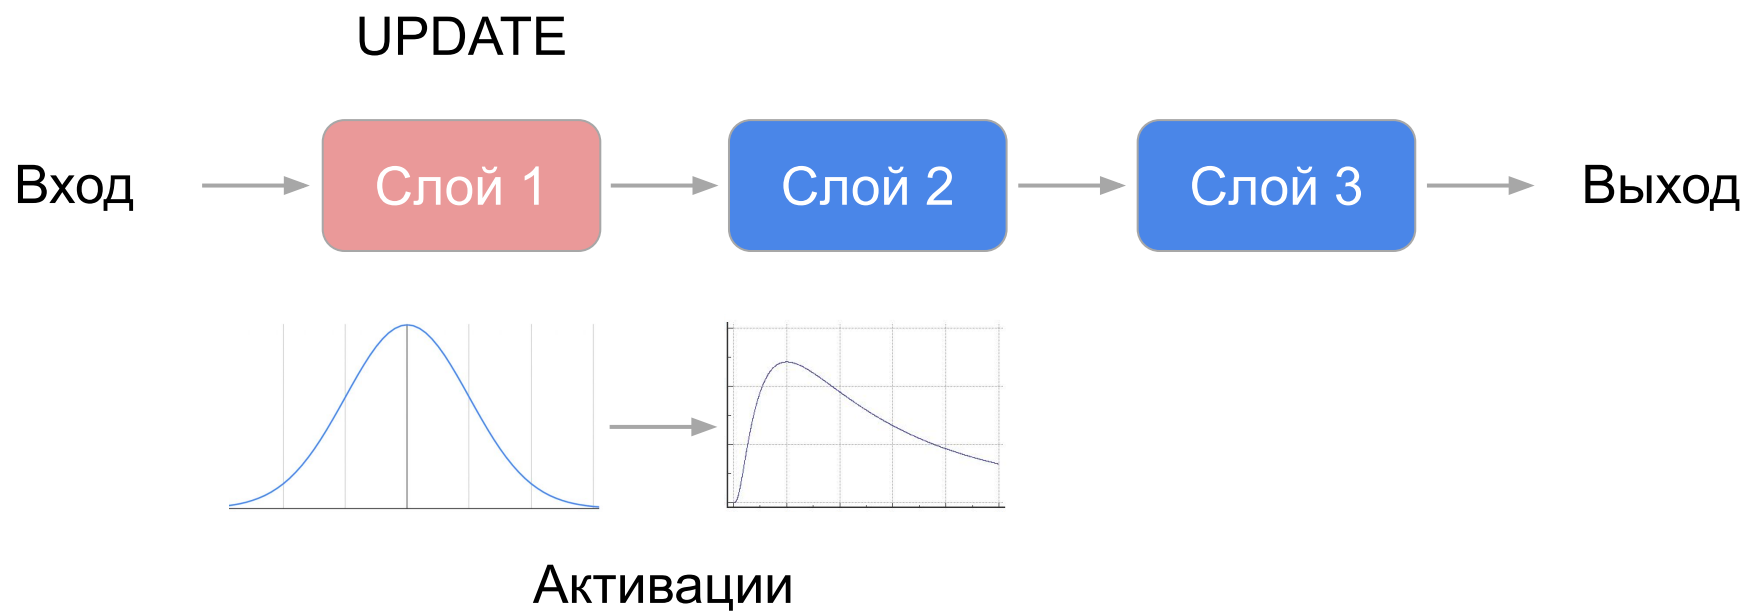 UPDATE
Вход
Слой 1
Слой 2
Слой 3
Выход
Активации